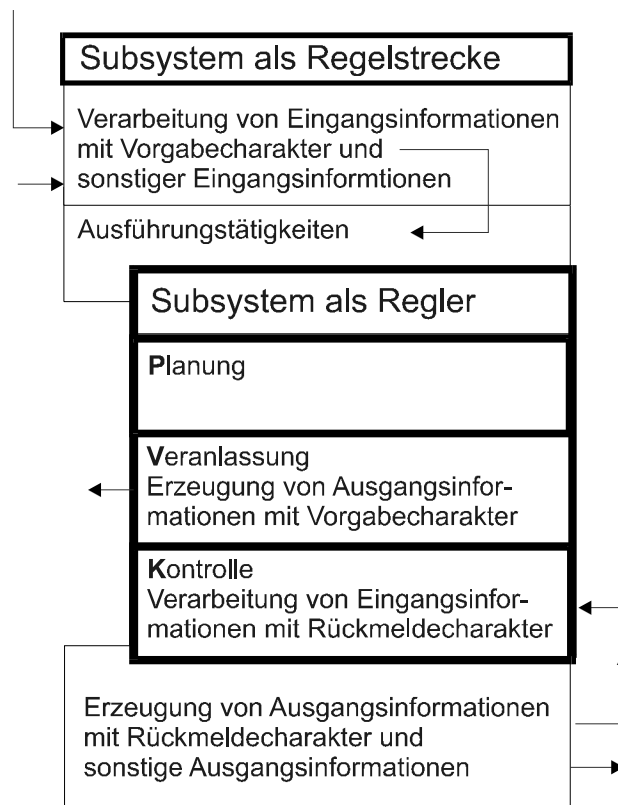 Subsystem als Regelstrecke
Verarbeitung von Eingangsinformationen
mit Vorgabecharakter und
sonstiger Eingangsinformtionen
Ausführungstätigkeiten
Subsystem als Regler
Planung
Veranlassung
Erzeugung von Ausgangsinfor-
mationen mit Vorgabecharakter
Kontrolle
Verarbeitung von Eingangsinfor-
mationen mit Rückmeldecharakter
Erzeugung von Ausgangsinformationen
mit Rückmeldecharakter und
sonstige Ausgangsinformationen